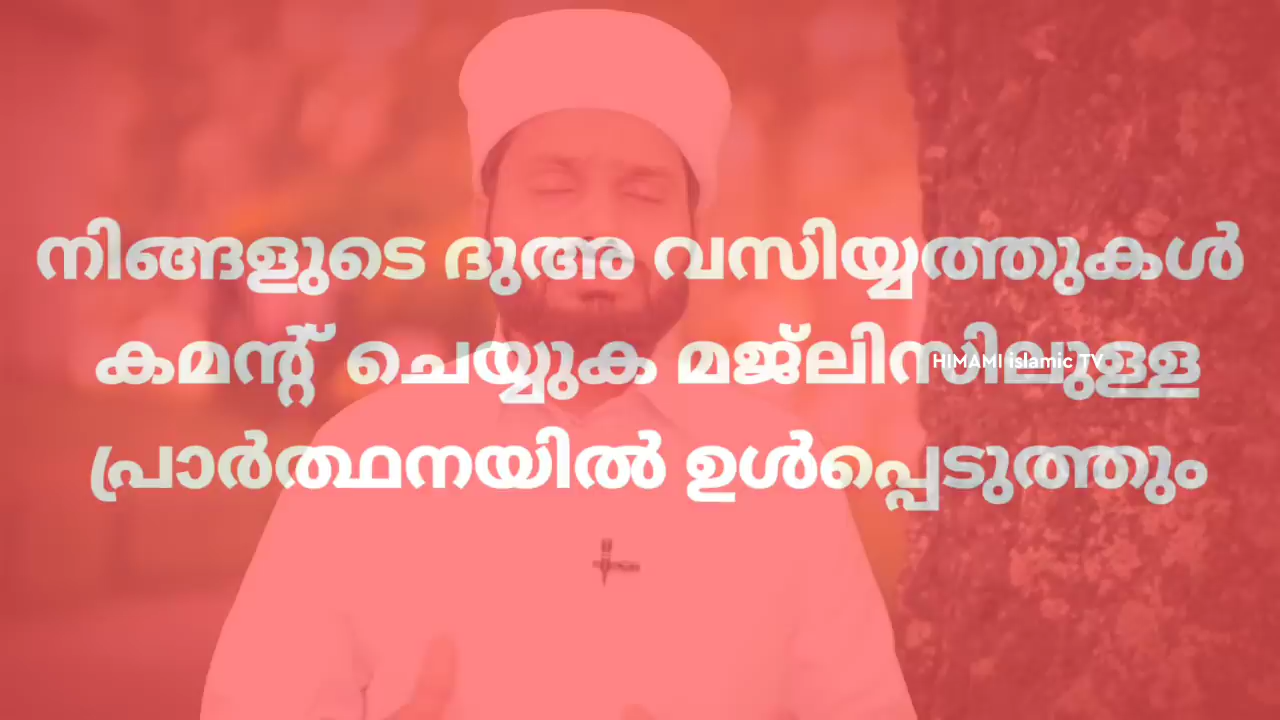 നിങ്ങളുടെ ദുഅ വസിയ്യത്തുകൾ
കമന്റ് ചെയ്യുക മജ്ലിസിലുള്ള
HIMAMI islamic TV
പ്രാർത്ഥനയിൽ ഉൾപ്പെടുത്തും